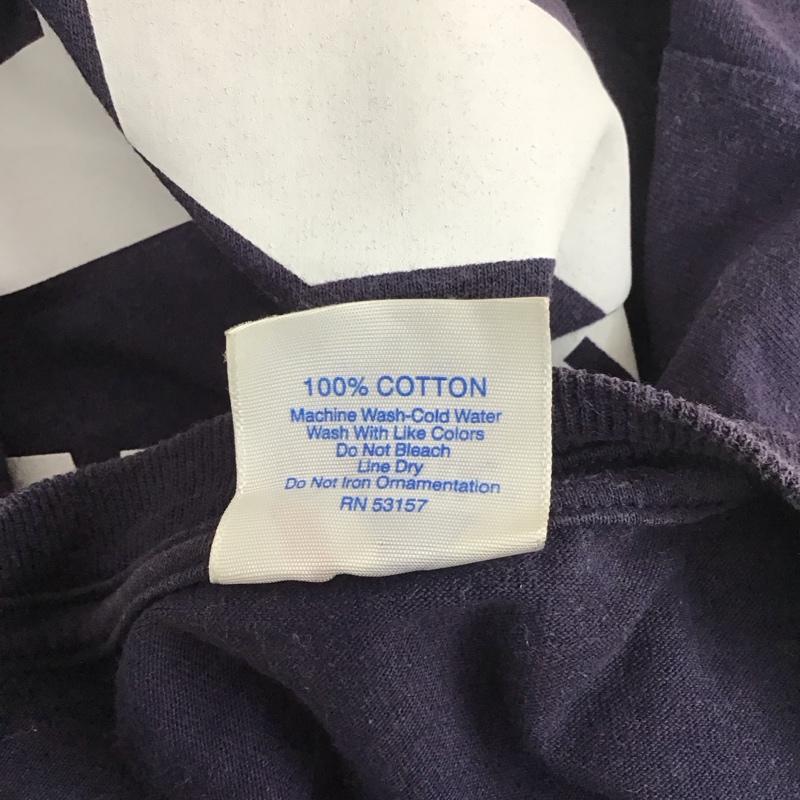 100% COTTON
Machine Wash-Cold Water
Wash With Like Colors
Do Not Bleach
Line Dry
Do Not Iron Ornamentation
RN 53157